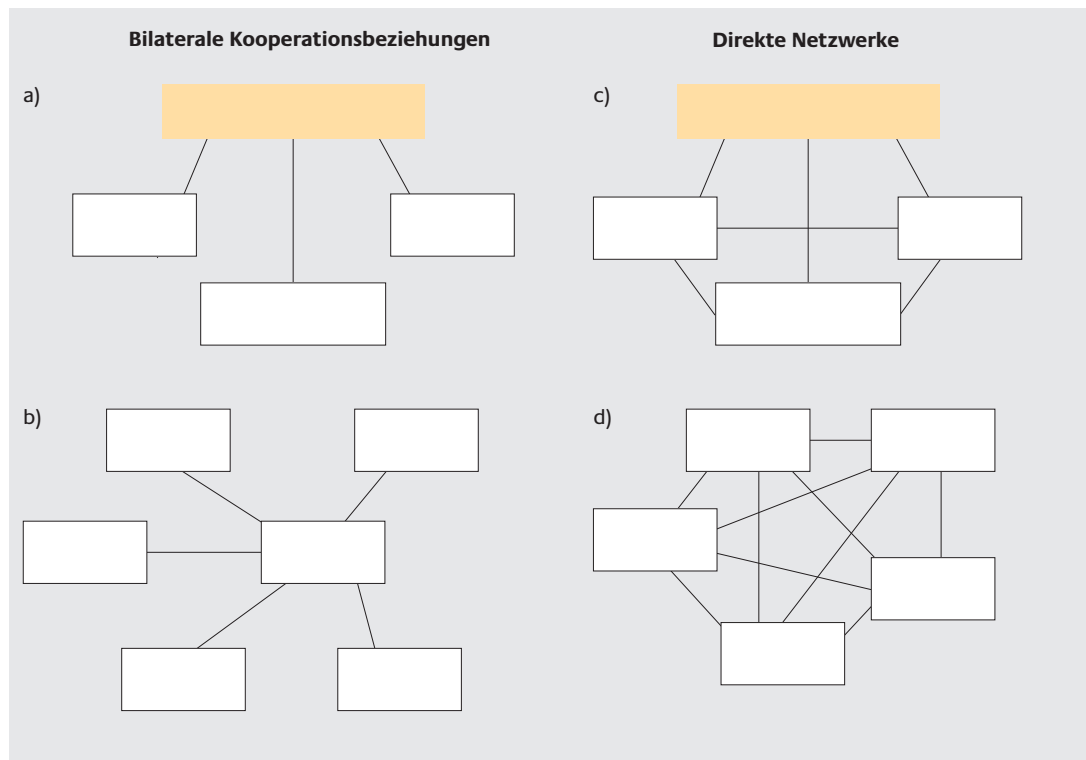 Bilaterale Kooperationsbeziehungen
Direkte Netzwerke
a)
c)
b)
d)